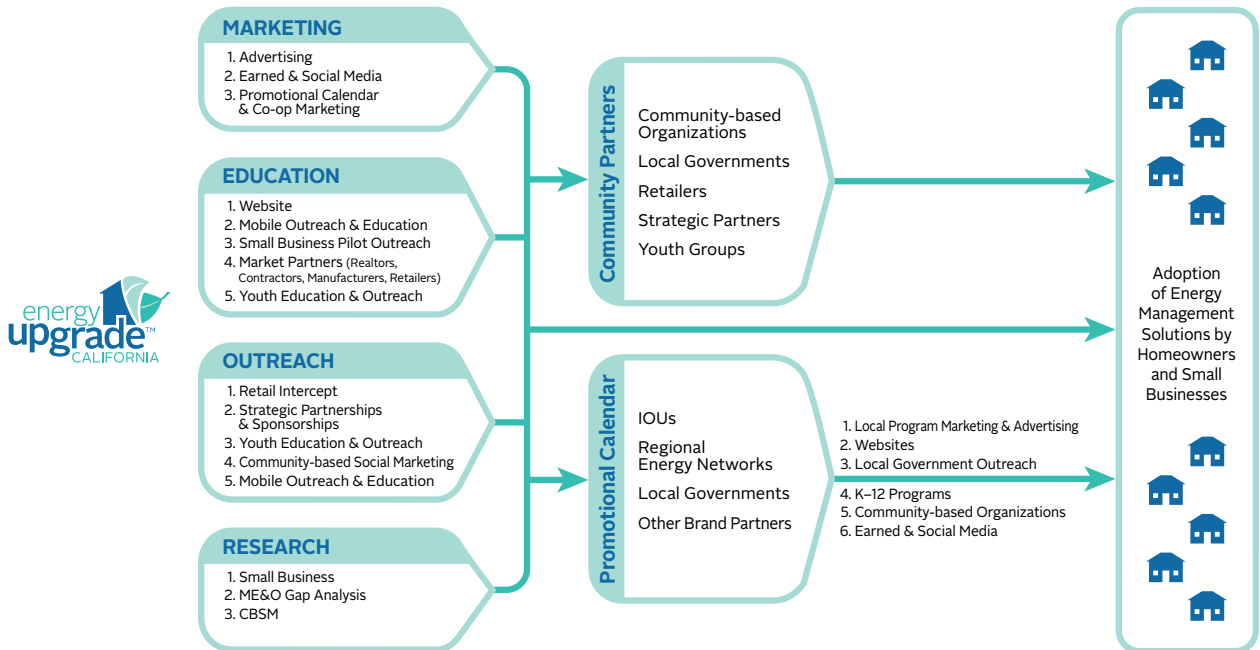 energy
upgrade™
CALIFORNIA
MARKETING
1. Advertising
2. Earned & Social Media
3. Promotional Calendar
& Co-op Marketing
EDUCATION
1. Website
2. Mobile Outreach & Education
3. Small Business Pilot Outreach
4. Market Partners (Realtors,
Contractors, Manufacturers, Retailers)
5. Youth Education & Outreach
OUTREACH
1. Retail Intercept
2. Strategic Partnerships
& Sponsorships
3. Youth Education & Outreach
4. Community-based Social Marketing
5. Mobile Outreach & Education
RESEARCH
1. Small Business
2. ME&O Gap Analysis
3. CBSM
Community Partners
Community-based
Organizations
Local Governments
Retailers
Strategic Partners
Youth Groups
Promotional Calendar
IOUs
Regional
Energy Networks
Local Governments
Other Brand Partners
1. Local Program Marketing & Advertising
2. Websites
3. Local Government Outreach
4. K–12 Programs
5. Community-based Organizations
6. Earned & Social Media
Adoption
of Energy
Management
Solutions by
Homeowners
and Small
Businesses